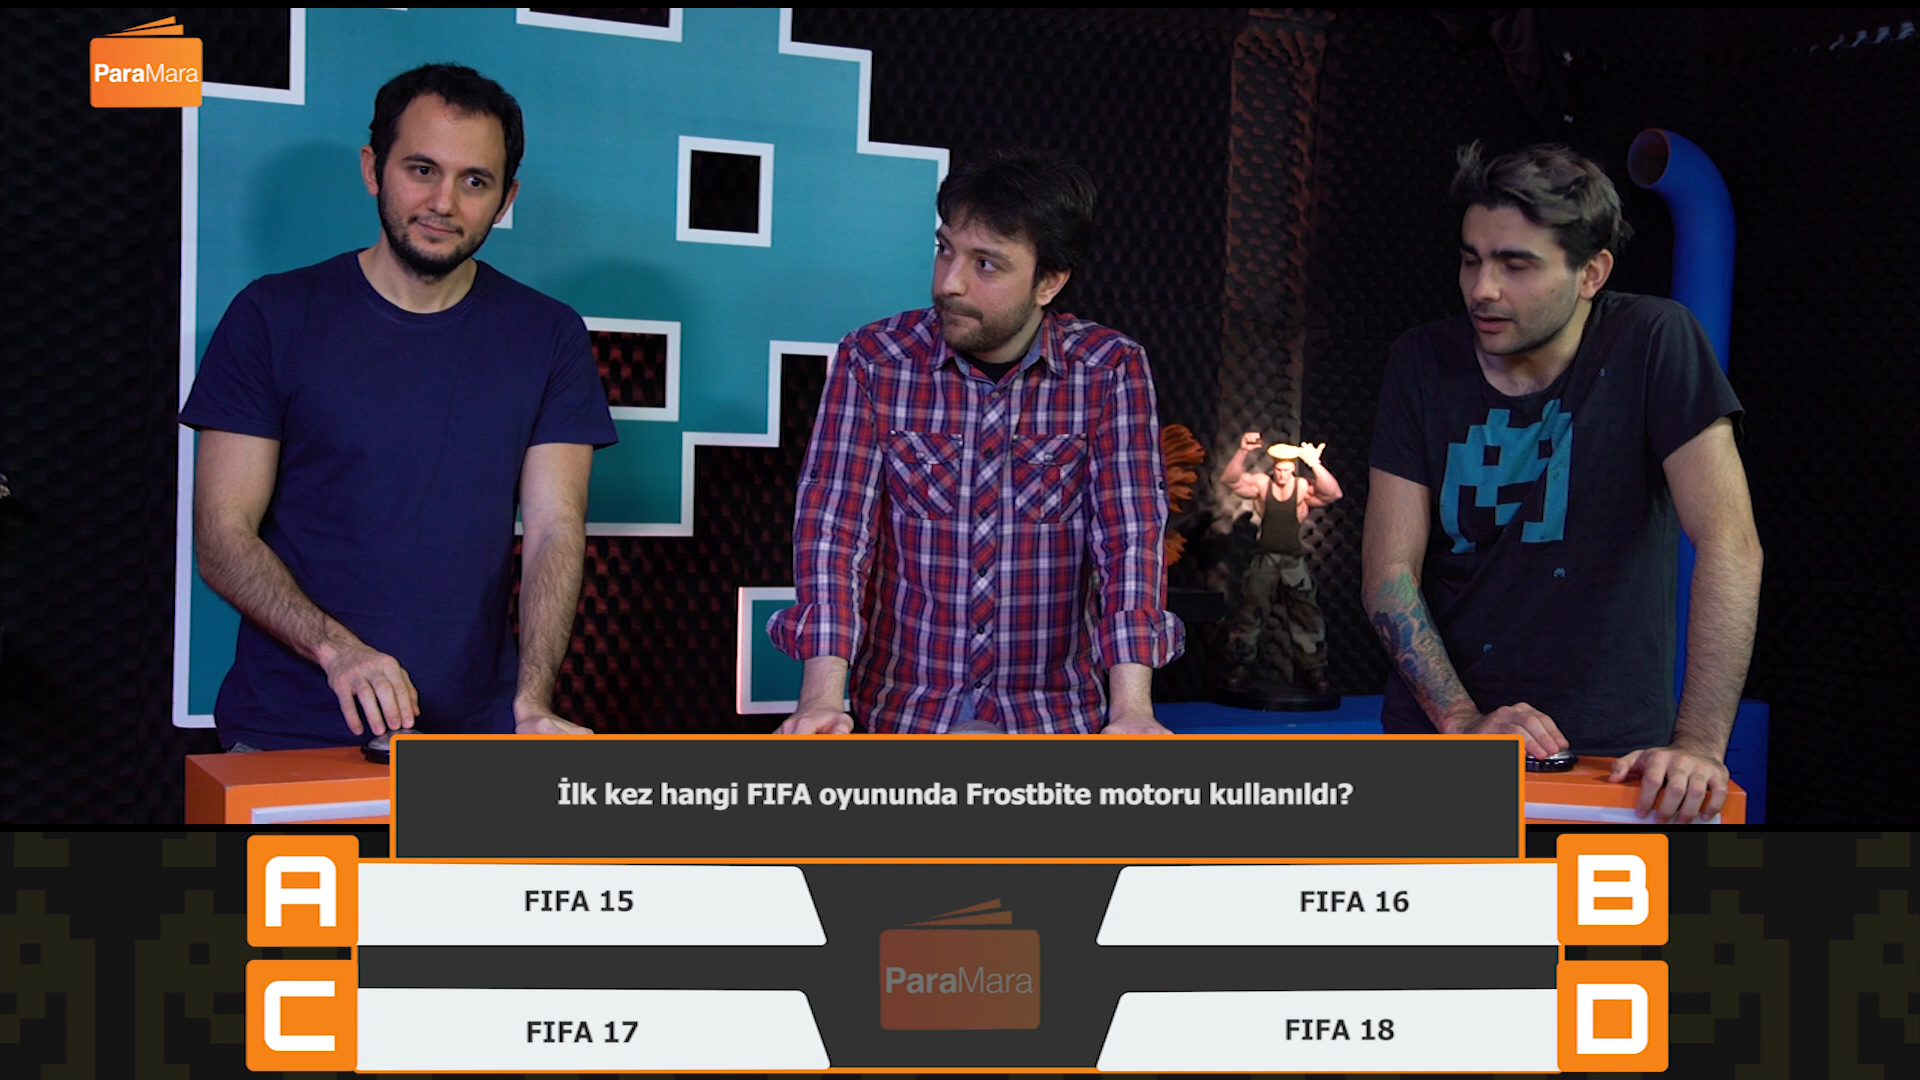 ParaMara
İlk kez hangi FIFA oyununda Frostbite motoru kullanıldı?
A FIFA 15
B FIFA 16
C FIFA 17
D FIFA 18
ParaMara